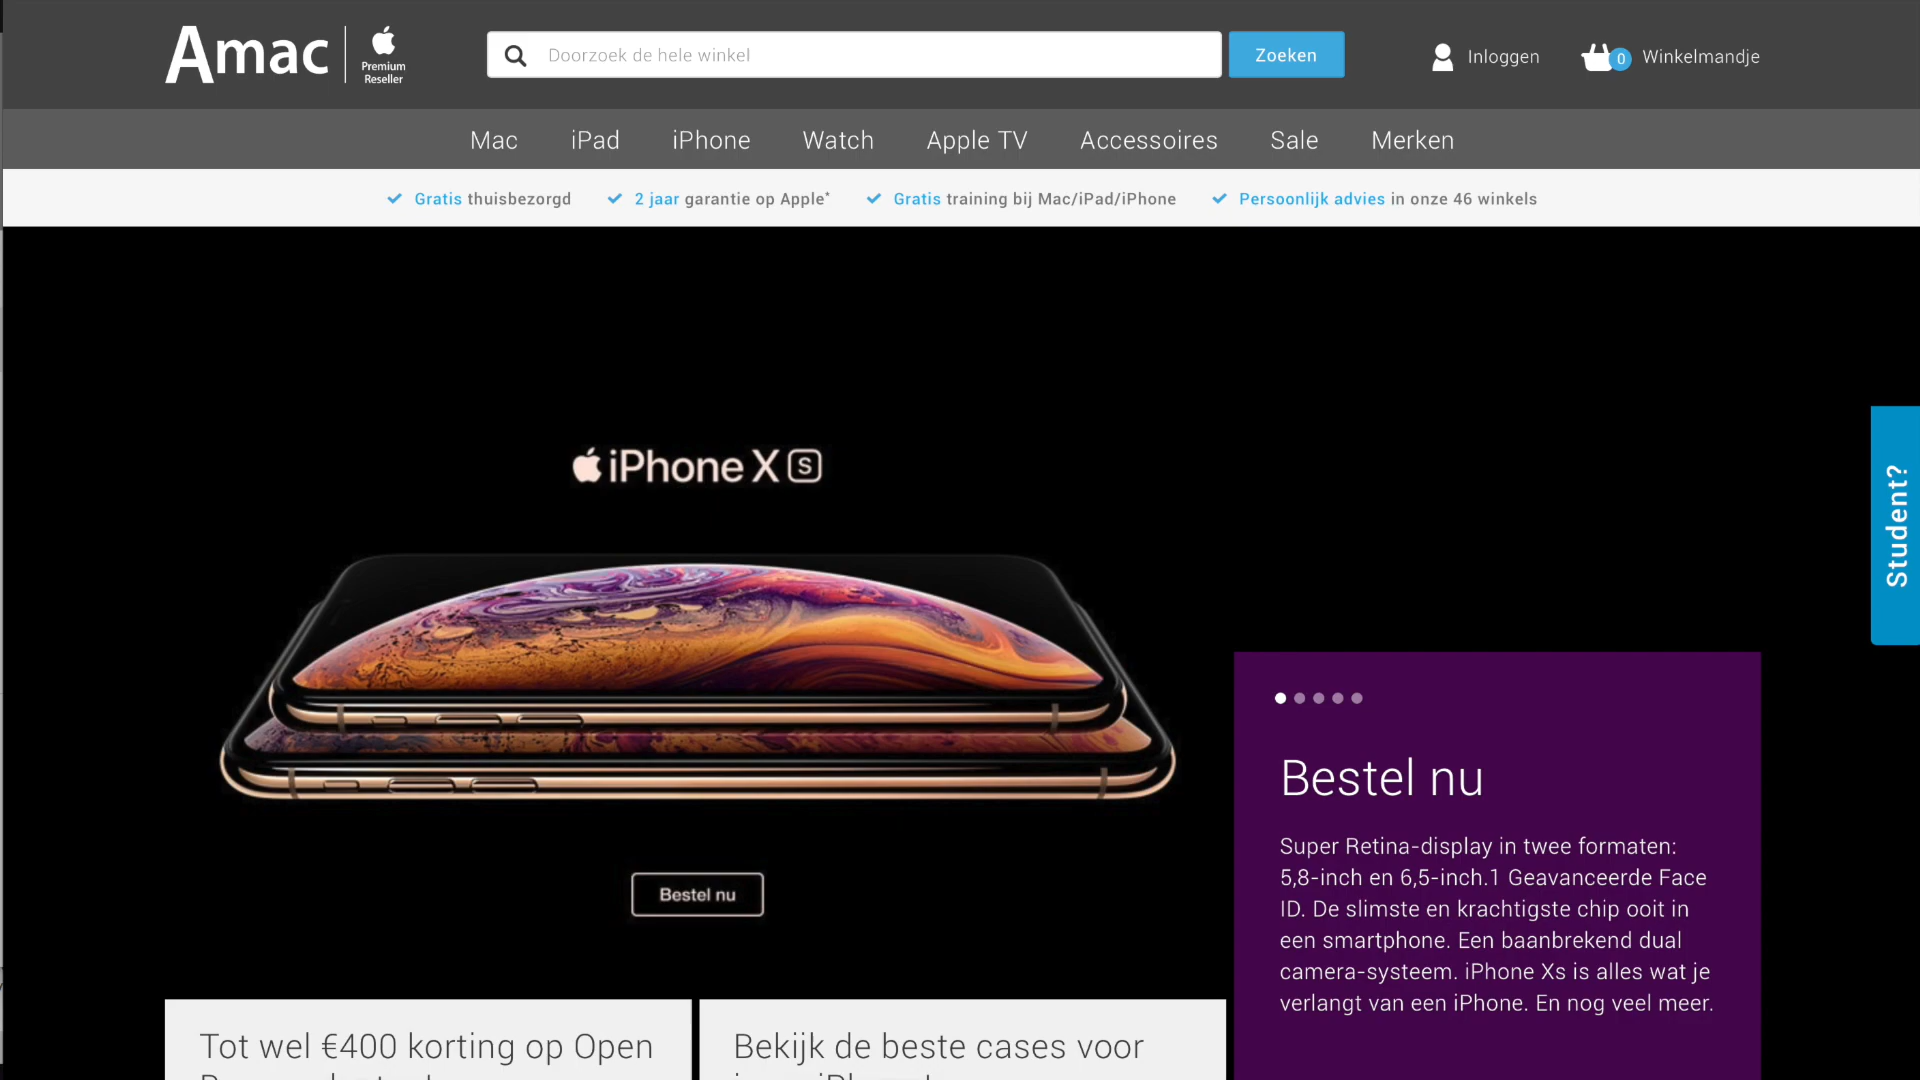 Amac
Premium
Reseller
Doorzoek de hele winkel
Zoeken
Inloggen
0
Winkelmandje
Mac
iPad
iPhone
Watch
Apple TV
Accessoires
Sale
Merken
Gratis thuisbezorgd
2 jaar garantie op Apple*
Gratis training bij Mac/iPad/iPhone
Persoonlijk advies in onze 46 winkels
iPhone XS
Student?
Bestel nu
Bestel nu
Super Retina-display in twee formaten:
5,8-inch en 6,5-inch.1 Geavanceerde Face
ID. De slimste en krachtigste chip ooit in
een smartphone. Een baanbrekend dual
camera-systeem. iPhone Xs is alles wat je
verlangt van een iPhone. En nog veel meer.
Tot wel €400 korting op Open
Bekijk de beste cases voor